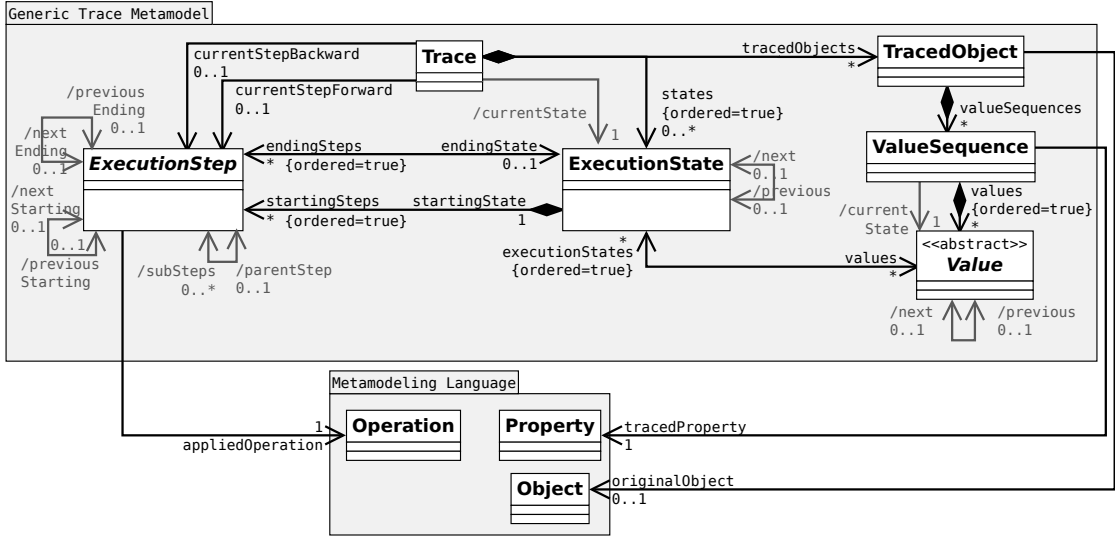 Generic Trace Metamodel
currentStepBackward
0..1
Trace
tracedObjects
*
TracedObject
currentStepForward
0..1
/previous
Ending
0..1
/currentState
1
states
{ordered=true}
0..*
valueSequences
*
/next
Ending
0..1
ExecutionStep
endingSteps
* {ordered=true}
endingState
0..1
ExecutionState
/next
0..1
/previous
0..1
ValueSequence
/next
Starting
0..1
startingSteps
* {ordered=true}
startingState
1
values
{ordered=true}
*
/current
State
1
0..1
/previous
Starting
/subSteps
0..*
/parentStep
0..1
*
executionStates
{ordered=true}
values
*
<<abstract>>
Value
/next
0..1
/previous
0..1
Metamodeling Language
1
appliedOperation
Operation
Property
tracedProperty
1
Object
originalObject
0..1